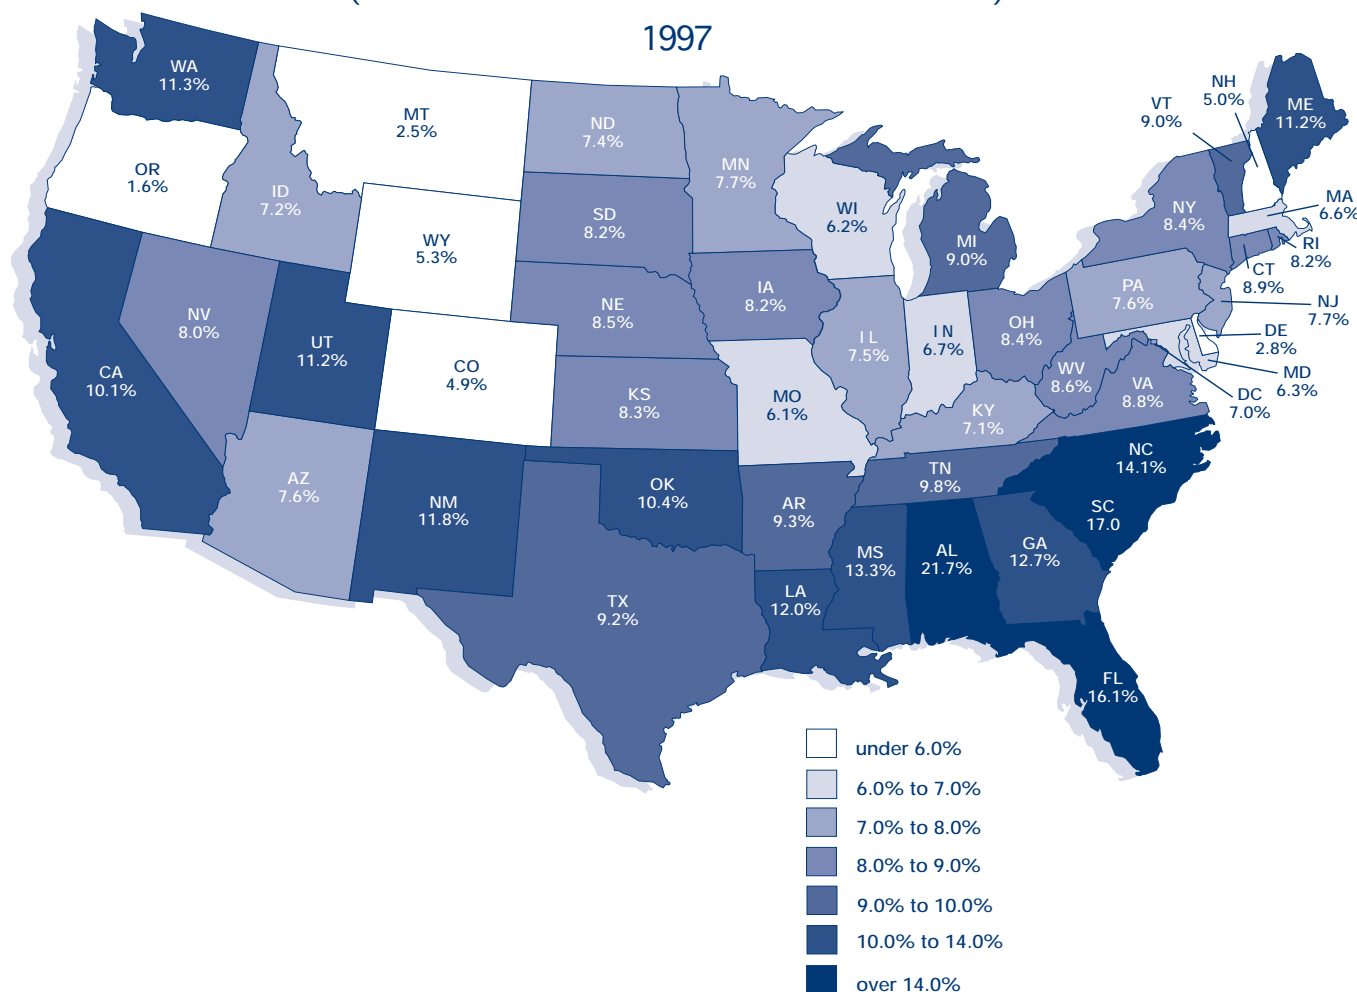 1997
WA
11.3%
MT
2.5%
ND
7.4%
MN
7.7%
VT
9.0%
NH
5.0%
ME
11.2%
OR
1.6%
ID
7.2%
SD
8.2%
WI
6.2%
MI
9.0%
NY
8.4%
MA
6.6%
RI
8.2%
CT
8.9%
WY
5.3%
NV
8.0%
UT
11.2%
NE
8.5%
IA
8.2%
IL
7.5%
IN
6.7%
OH
8.4%
PA
7.6%
NJ
7.7%
DE
2.8%
MD
6.3%
DC
7.0%
CA
10.1%
CO
4.9%
KS
8.3%
MO
6.1%
KY
7.1%
WV
8.6%
VA
8.8%
AZ
7.6%
NM
11.8%
OK
10.4%
AR
9.3%
TN
9.8%
NC
14.1%
SC
17.0
TX
9.2%
LA
12.0%
MS
13.3%
AL
21.7%
GA
12.7%
FL
16.1%
under 6.0%
6.0% to 7.0%
7.0% to 8.0%
8.0% to 9.0%
9.0% to 10.0%
10.0% to 14.0%
over 14.0%